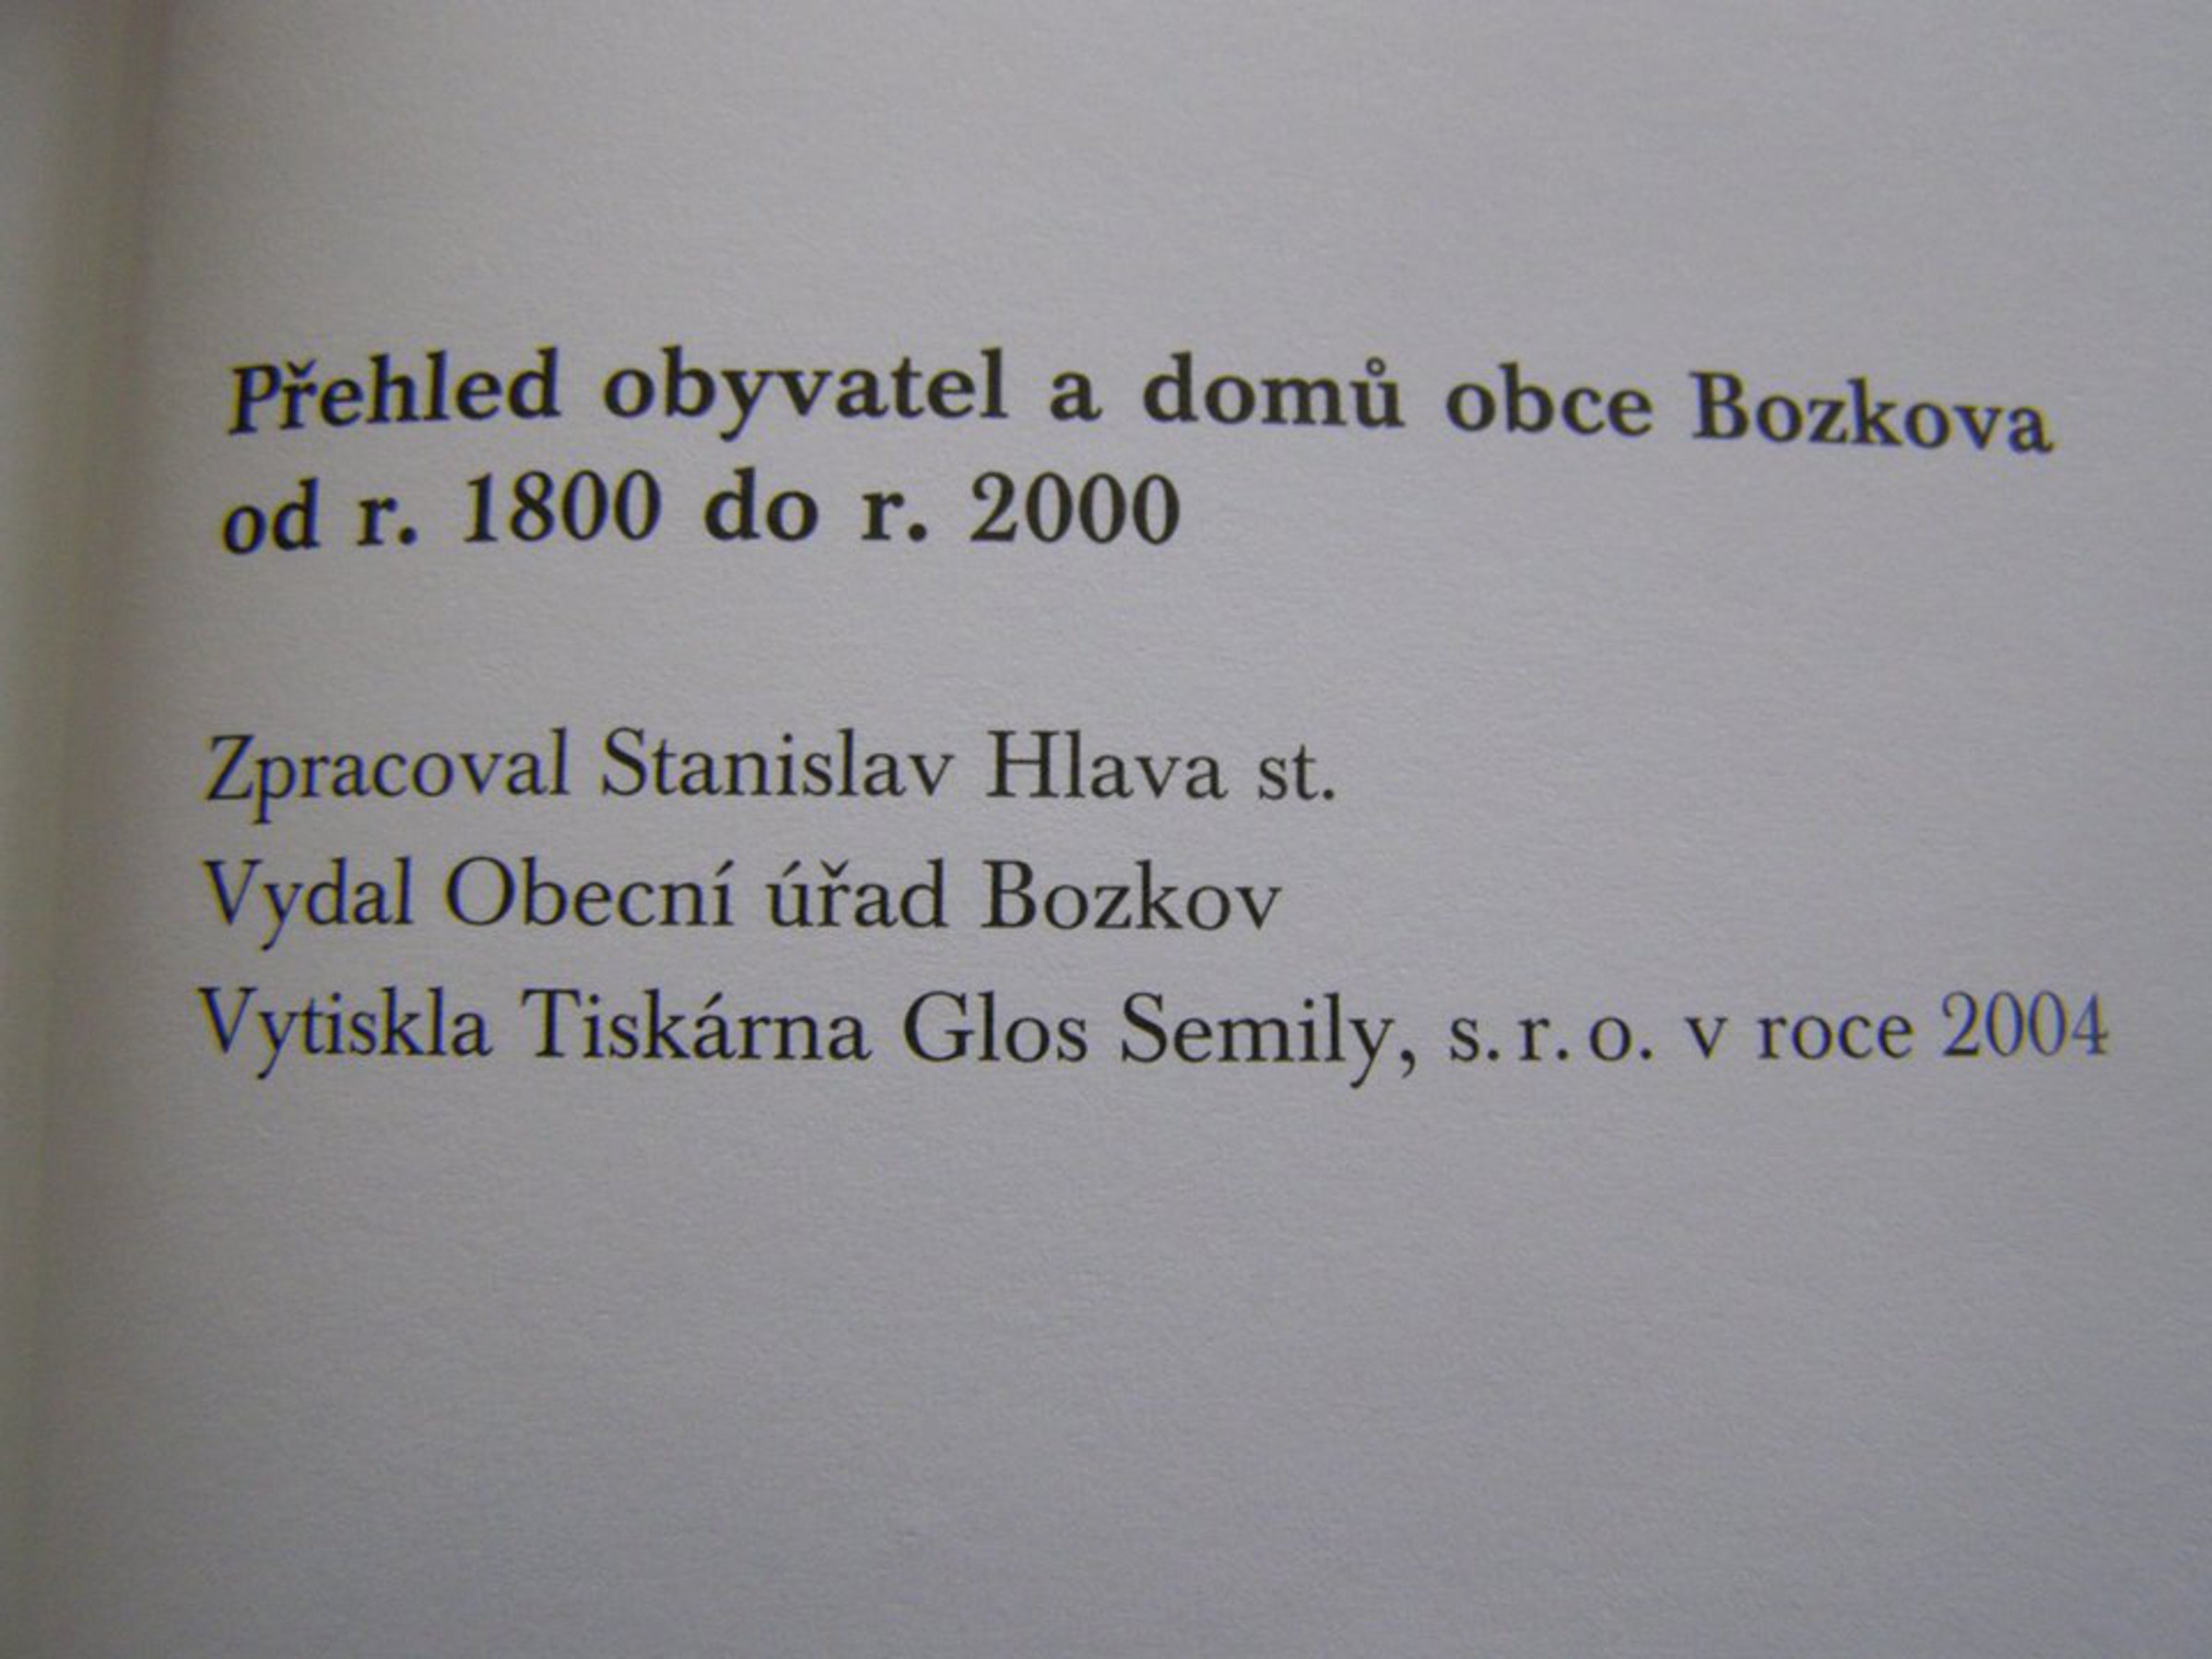 Přehled obyvatel a domů obce Bozkova
od r. 1800 do r. 2000
Zpracoval Stanislav Hlava st.
Vydal Obecní úřad Bozkov
Vytiskla Tiskárna Glos Semily, s. r. o. v roce 2004